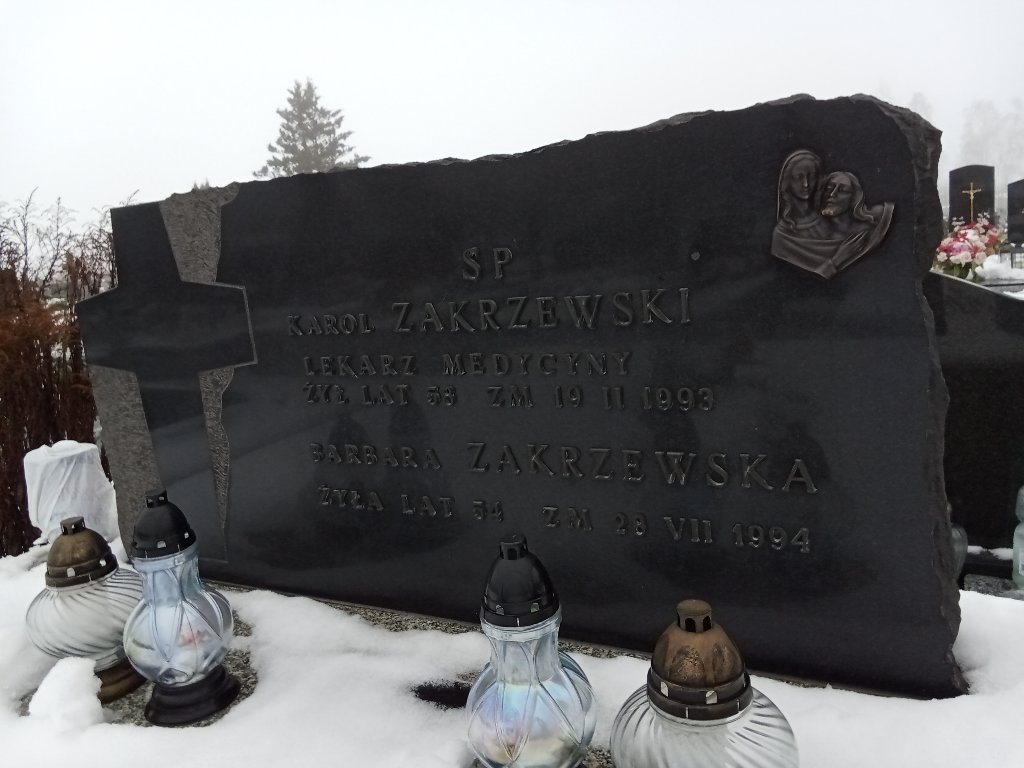 SP
KAROL ZAKRZEWSKI
LEKARZ MEDYCYNY
ŻYŁ LAT 58 ZM 19 II 1993
BARBARA ZAKRZEWSKA
ŻYŁA LAT 54 ZM 28 VII 1994